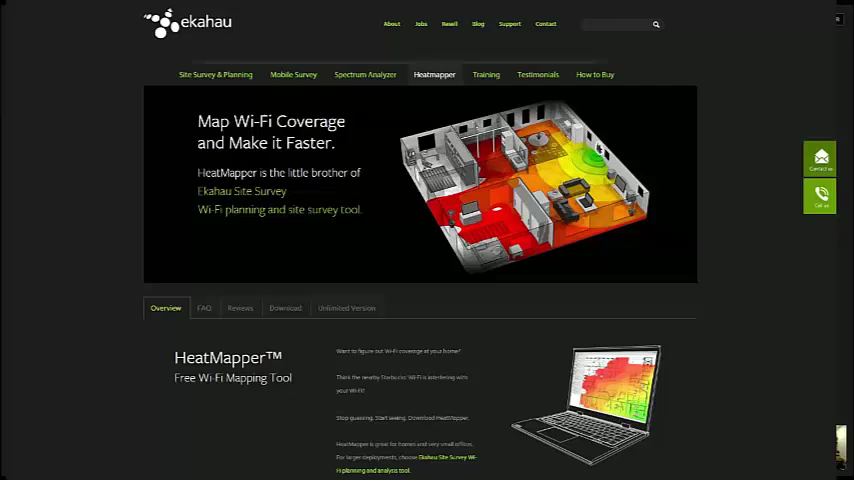 ekahau
About Jobs Resell Blog Support Contact
Site Survey & Planning Mobile Survey Spectrum Analyzer Heatmapper Training Testimonials How to Buy
Map Wi-Fi Coverage
and Make it Faster.
HeatMapper is the little brother of
Ekahau Site Survey
Wi-Fi planning and site survey tool.
Contact us
Call us
Overview FAQ Reviews Download Unlimited Version
HeatMapper™
Free Wi-Fi Mapping Tool
Want to figure out Wi-Fi coverage at your home?
Think the nearby Starbucks Wi-Fi is interfering with
your Wi-Fi?
Stop guessing. Start seeing. Download HeatMapper.
HeatMapper is great for homes and very small offices.
For larger deployments, choose Ekahau Site Survey Wi-
Fi planning and analysis tool.